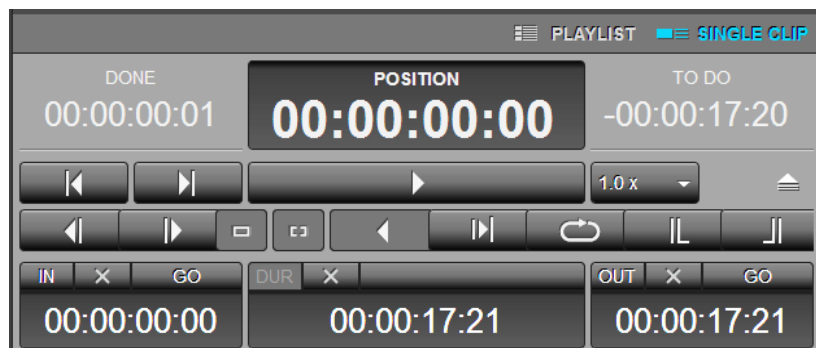 PLAYLIST SINGLE CLIP
DONE POSITION TO DO
00:00:00:01 00:00:00:00 -00:00:17:20
1.0 x
IN GO DUR OUT GO
00:00:00:00 00:00:17:21 00:00:17:21